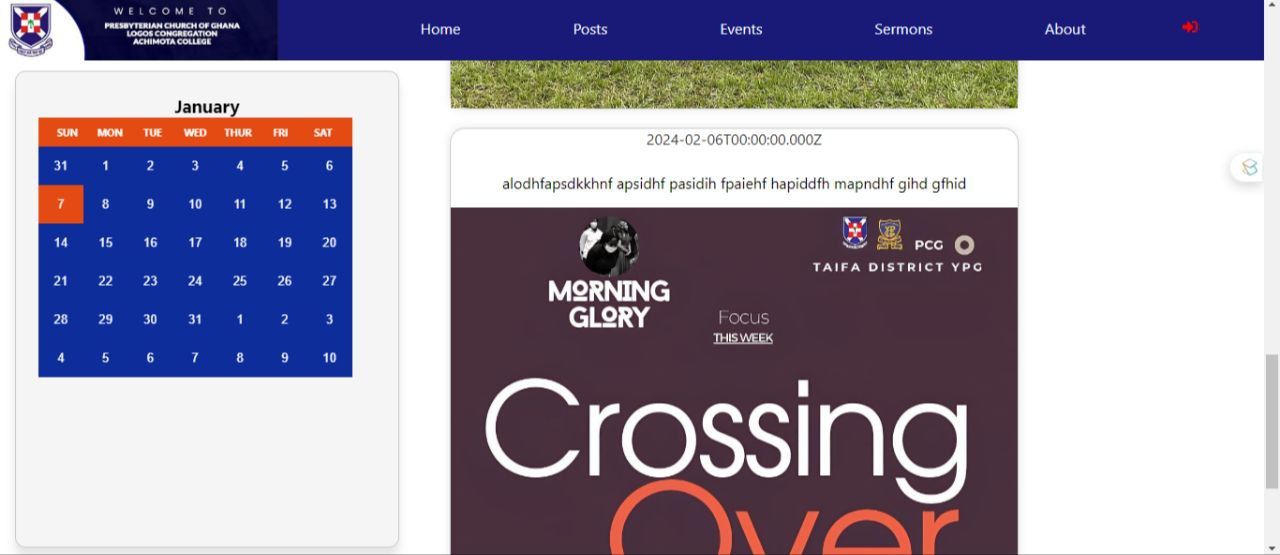 WELCOME TO
PRESBYTERIAN CHURCH OF GHANA
LOGOS CONGREGATION
ACHIMOTA COLLEGE
Home Posts Events Sermons About
January
SUN MON TUE WED THUR FRI SAT
31 1 2 3 4 5 6
7 8 9 10 11 12 13
14 15 16 17 18 19 20
21 22 23 24 25 26 27
28 29 30 31 1 2 3
4 5 6 7 8 9 10
2024-02-06T00:00:00.000Z
alodhfapsdkkhnf apsidhf pasidih fpaiehf hapiddfh mapndhf gihd gfhid
MORNING
GLORY
PCG
TAIFA DISTRICT YPG
Focus
THIS WEEK
Crossing
Over